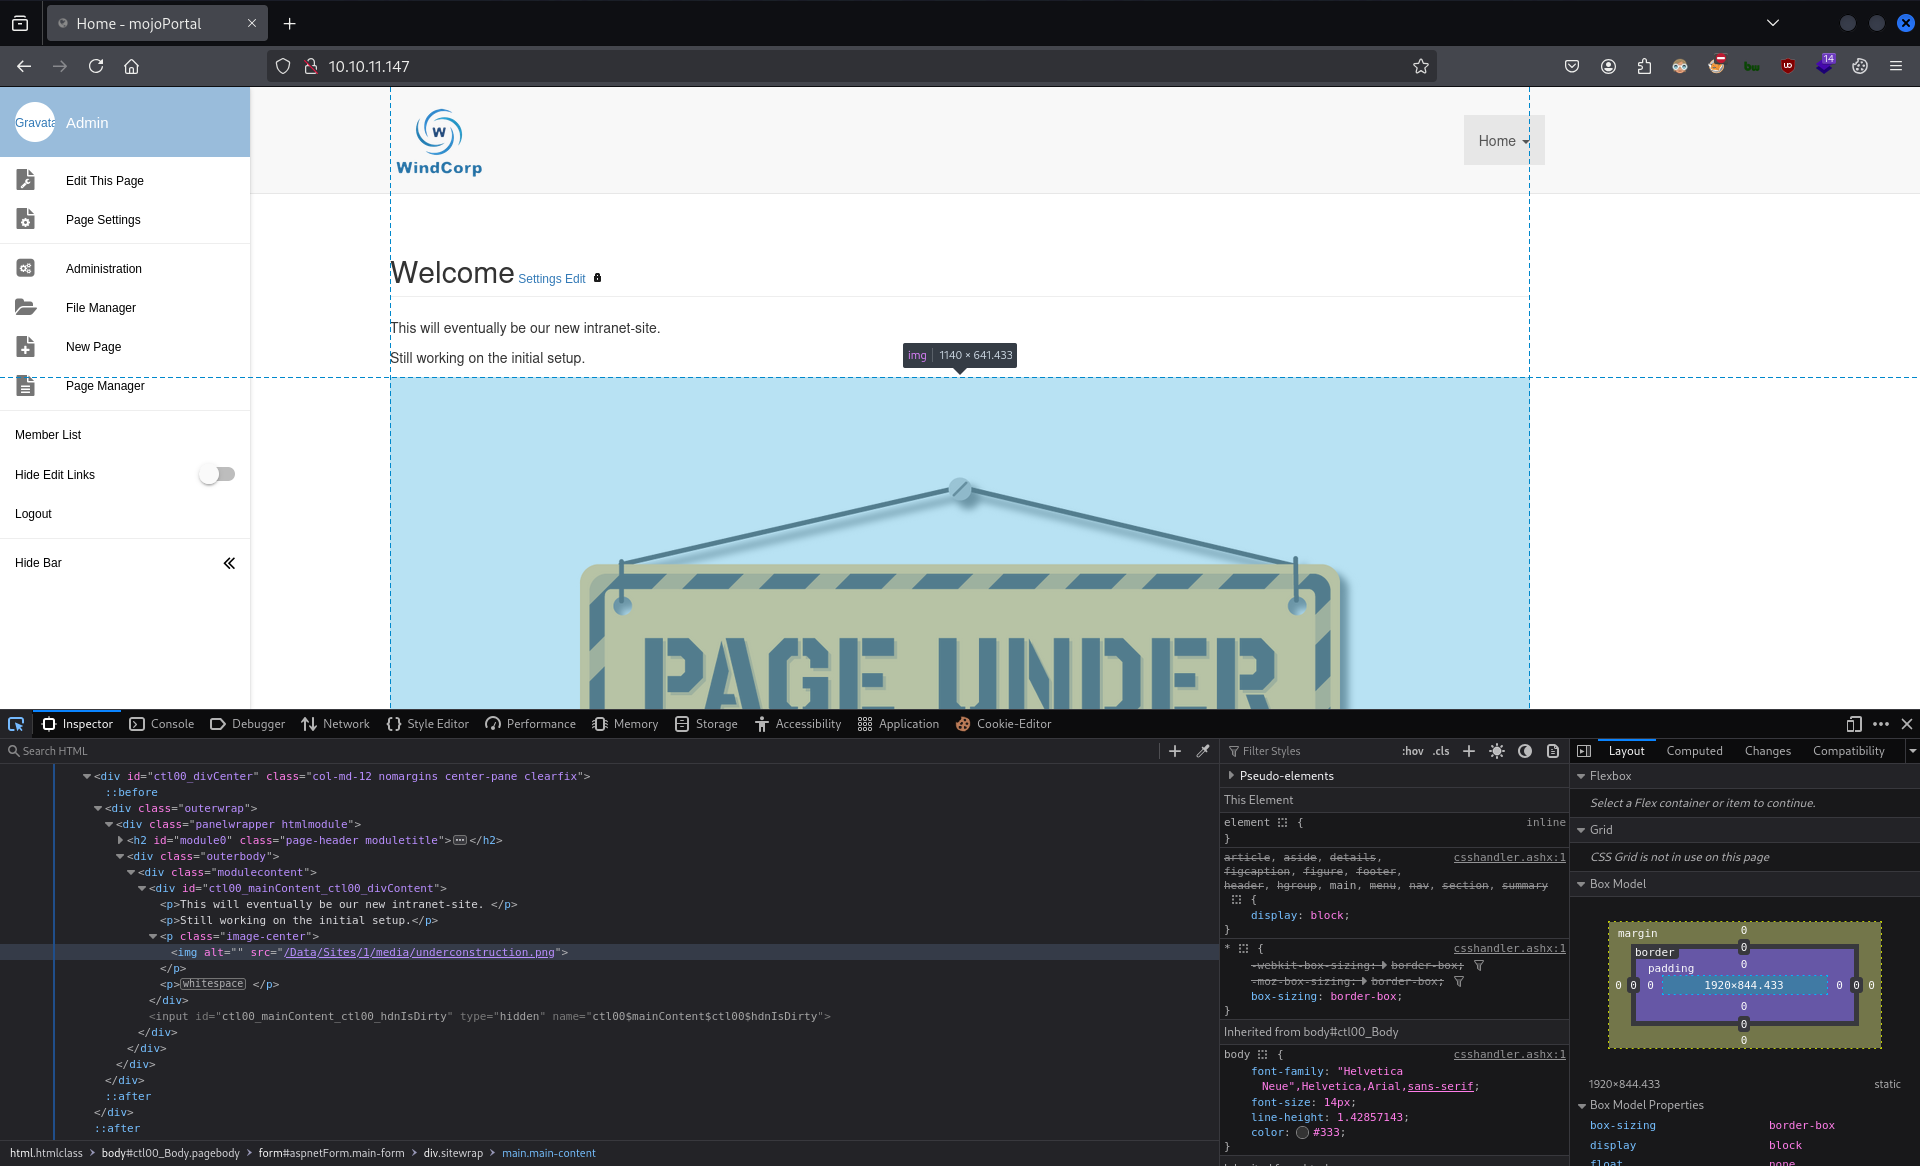 Home - mojoPortal
10.10.11.147
14
Gravata
Admin
Edit This Page
Page Settings
Administration
File Manager
New Page
Page Manager
Member List
Hide Edit Links
Logout
Hide Bar
W
WindCorp
Home
Welcome Settings Edit
This will eventually be our new intranet-site.
Still working on the initial setup.
img 1140 × 641.433
PAGE UNDER
Inspector Console Debugger Network Style Editor Performance Memory Storage Accessibility Application Cookie-Editor
Search HTML
<div id="ctl00_divCenter" class="col-md-12 nomargins center-pane clearfix">
::before
<div class="outerwrap">
<div class="panelwrapper htmlmodule">
<h2 id="module0" class="page-header moduletitle"></h2>
<div class="outerbody">
<div class="modulecontent">
<div id="ctl00_mainContent_ctl00_divContent">
<p>This will eventually be our new intranet-site. </p>
<p>Still working on the initial setup.</p>
<p class="image-center">
<img alt="" src="/Data/Sites/1/media/underconstruction.png">
</p>
<p>whitespace </p>
</div>
<input id="ctl00_mainContent_ctl00_hdnIsDirty" type="hidden" name="ctl00$mainContent$ctl00$hdnIsDirty">
</div>
</div>
</div>
</div>
::after
</div>
::after
html.htmlclass > body#ctl00_Body.pagebody > form#aspnetForm.main-form > div.sitewrap > main.main-content
Filter Styles :hov .cls
Pseudo-elements
This Element
element { inline
}
article, aside, details, csshandler.ashx:1
figcaption, figure, footer,
header, hgroup, main, menu, nav, section, summary
{
display: block;
}
* { csshandler.ashx:1
-webkit-box-sizing: border-box;
-moz-box-sizing: border-box;
box-sizing: border-box;
}
Inherited from body#ctl00_Body
body { csshandler.ashx:1
font-family: "Helvetica
Neue",Helvetica,Arial,sans-serif;
font-size: 14px;
line-height: 1.42857143;
color: #333;
}
Layout Computed Changes Compatibility
Flexbox
Select a Flex container or item to continue.
Grid
CSS Grid is not in use on this page
Box Model
margin 0
border 0
padding 0
0 0 0 1920×844.433 0 0 0
0
0
0
1920×844.433 static
Box Model Properties
box-sizing border-box
display block
float none